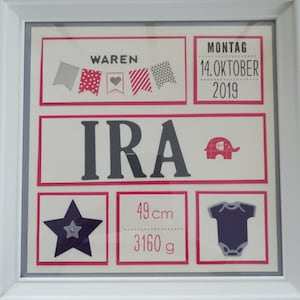 WAREN
MONTAG
14.OKTOBER
2019
IRA
49 cm
3160 g